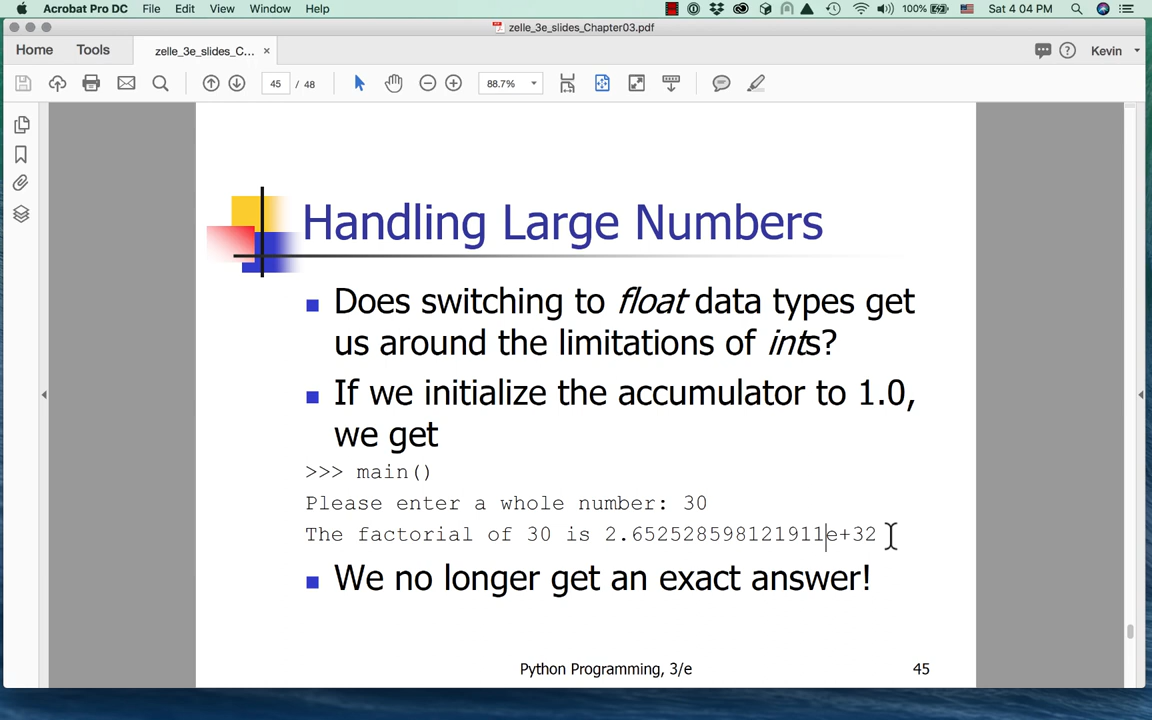 Acrobat Pro DC File Edit View Window Help 100% Sat 4:04 PM
zelle_3e_slides_Chapter03.pdf
Home Tools zelle_3e_slides_C... × Kevin
45 / 48 88.7%
Handling Large Numbers
Does switching to float data types get
us around the limitations of ints?
If we initialize the accumulator to 1.0,
we get
>>> main()
Please enter a whole number: 30
The factorial of 30 is 2.652528598121911e+32
We no longer get an exact answer!
Python Programming, 3/e 45